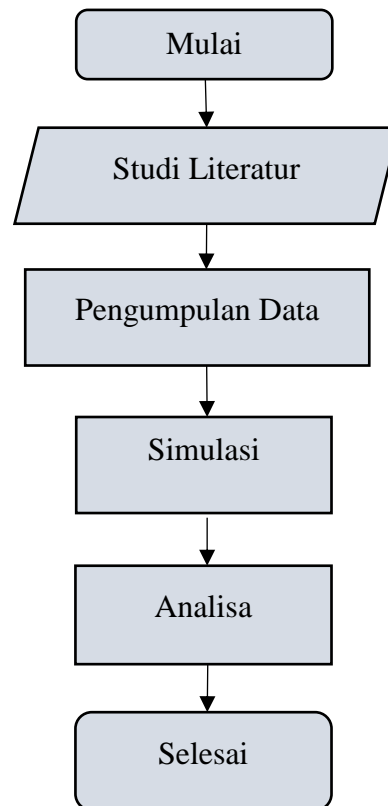 Mulai
Studi Literatur
Pengumpulan Data
Simulasi
Analisa
Selesai